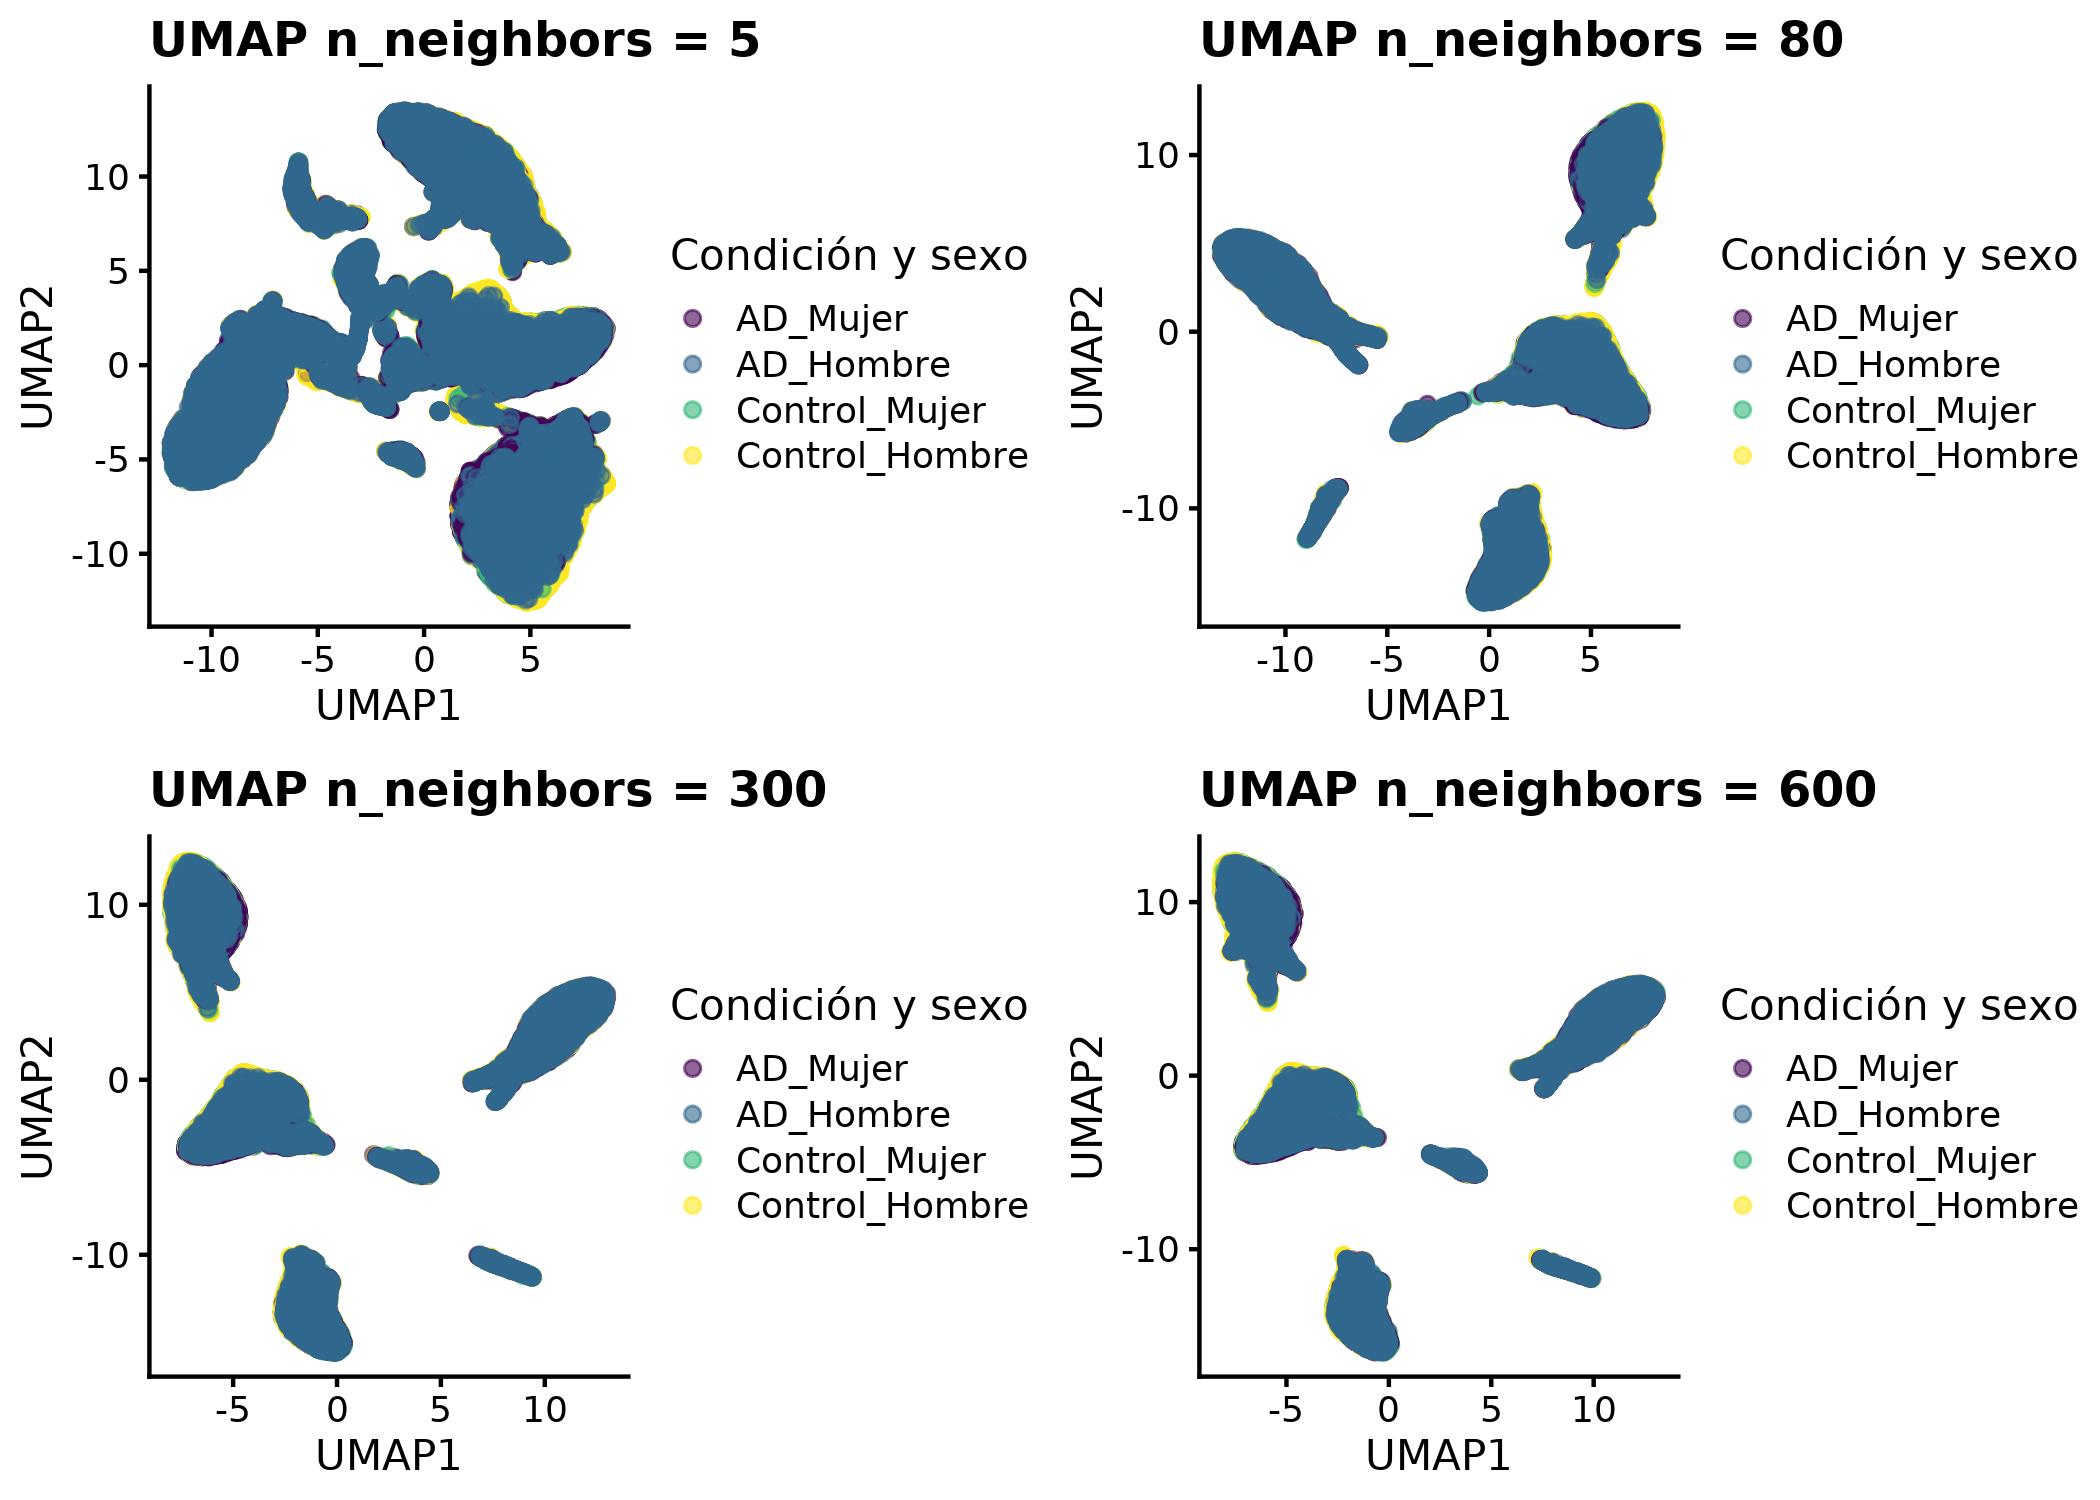 UMAP n_neighbors = 5
10
5
0
-5
-10
UMAP2
-10 -5 0 5
UMAP1
Condición y sexo
AD_Mujer
AD_Hombre
Control_Mujer
Control_Hombre
UMAP n_neighbors = 80
10
0
-10
UMAP2
-10 -5 0 5
UMAP1
Condición y sexo
AD_Mujer
AD_Hombre
Control_Mujer
Control_Hombre
UMAP n_neighbors = 300
10
0
-10
UMAP2
-5 0 5 10
UMAP1
Condición y sexo
AD_Mujer
AD_Hombre
Control_Mujer
Control_Hombre
UMAP n_neighbors = 600
10
0
-10
UMAP2
-5 0 5 10
UMAP1
Condición y sexo
AD_Mujer
AD_Hombre
Control_Mujer
Control_Hombre